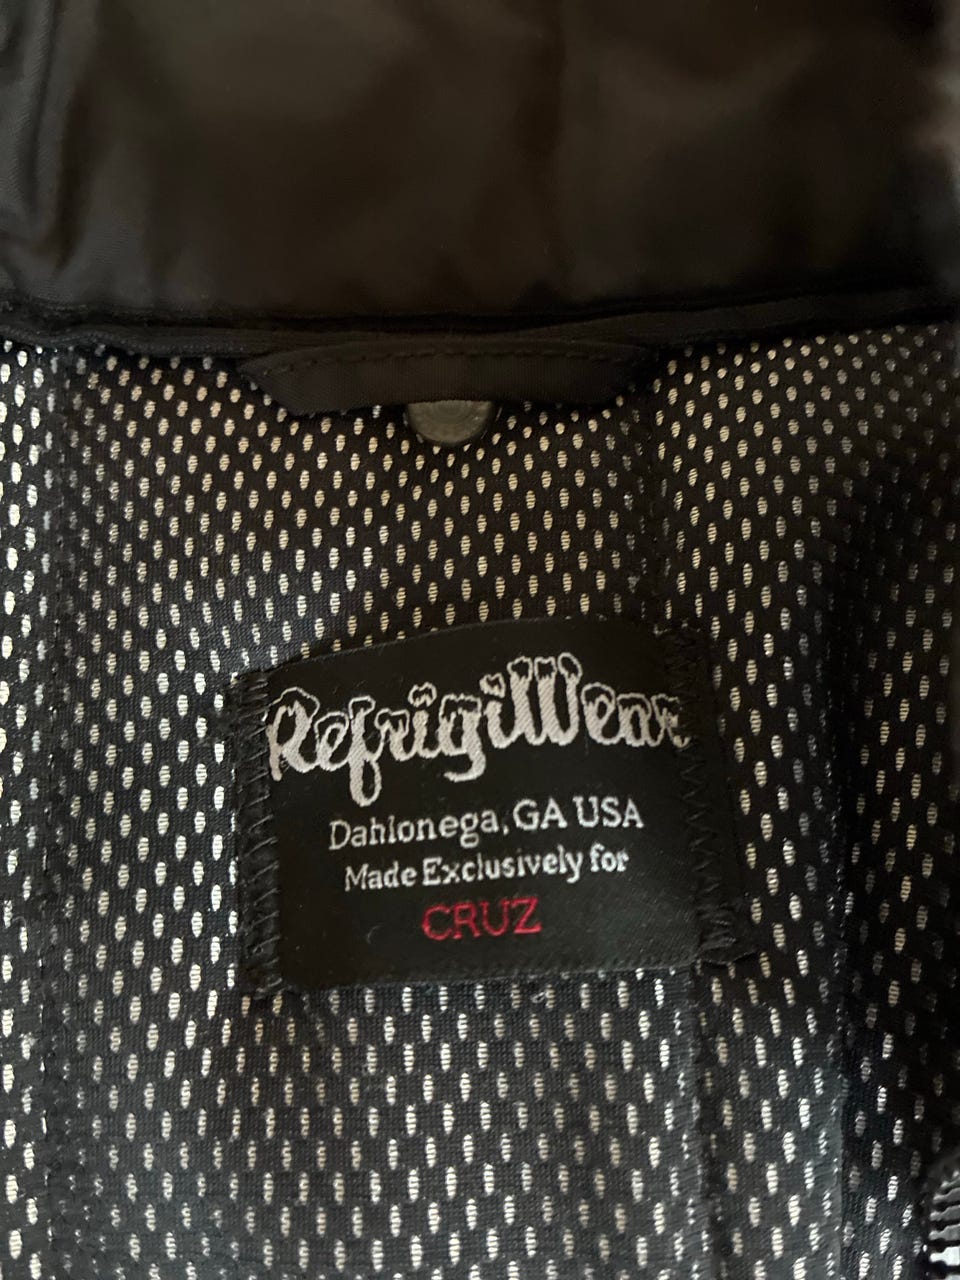 RefrigiWear
Dahlonega, GA USA
Made Exclusively for
CRUZ